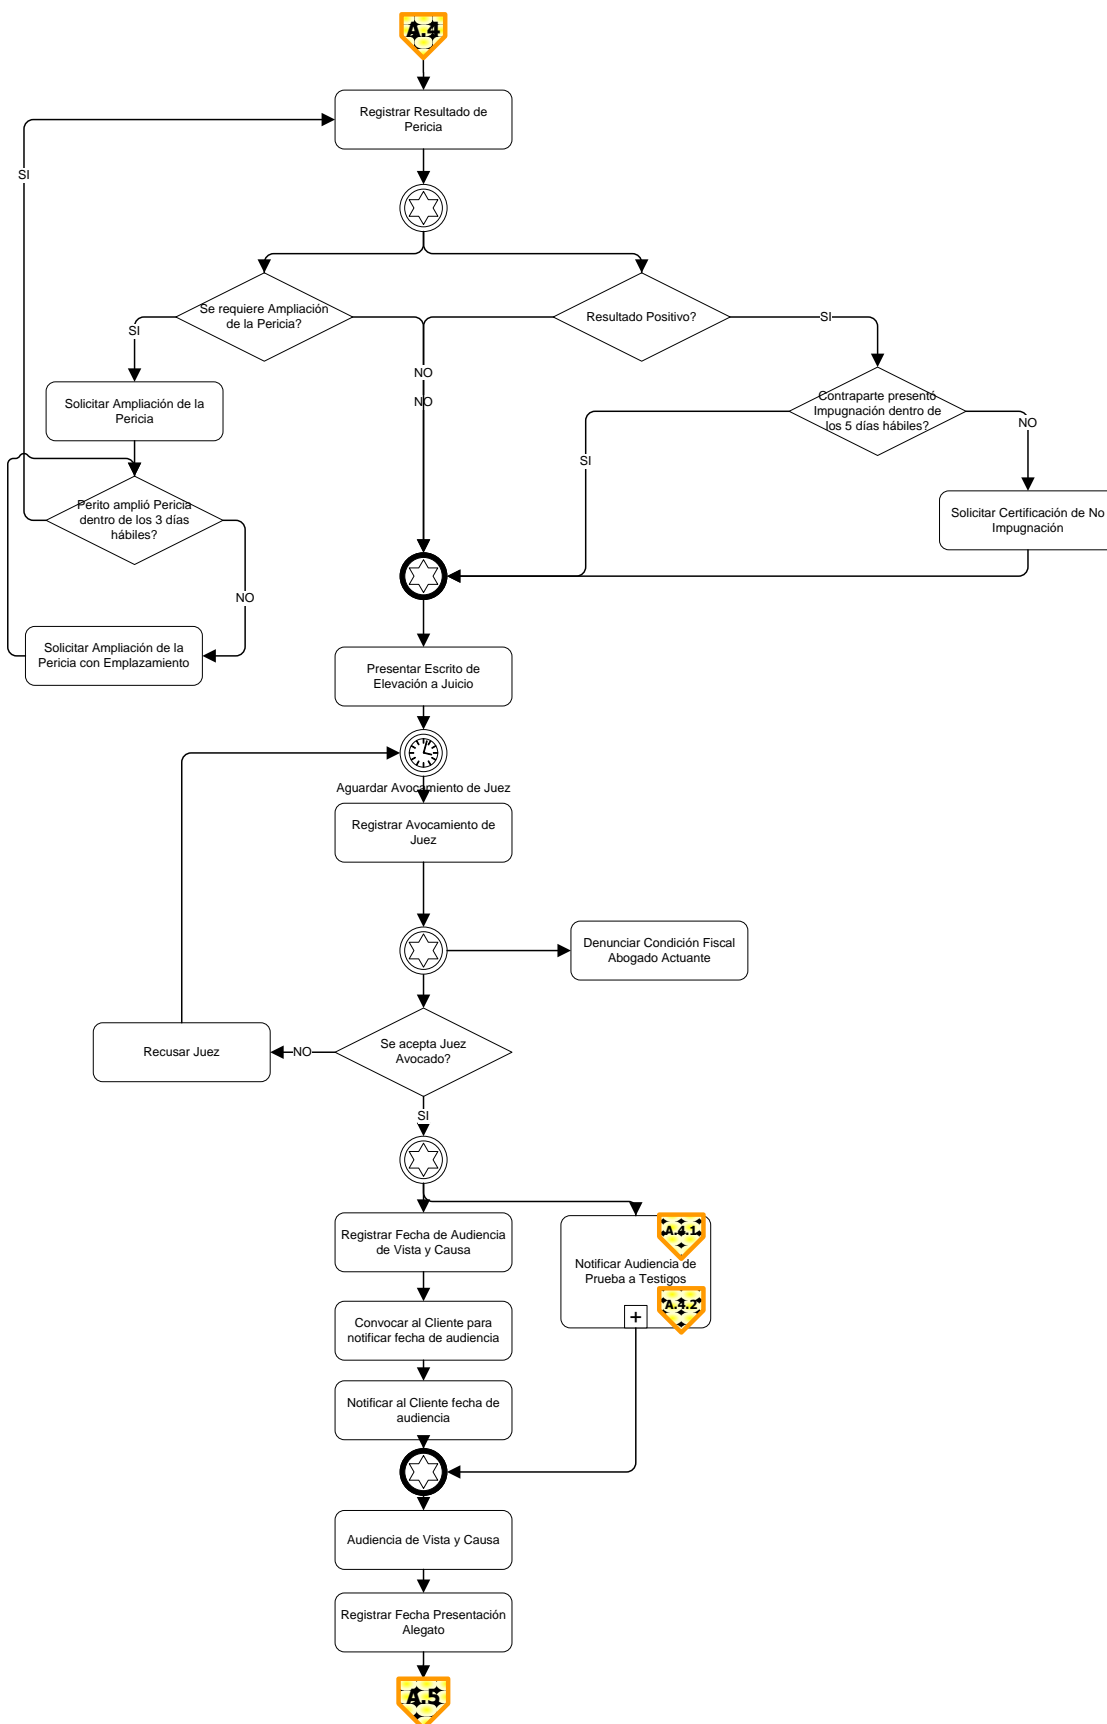 A.4
Registrar Resultado de
Pericia
SI
Se requiere Ampliación
de la Pericia?
Resultado Positivo?
SI
SI
NO
NO
Contraparte presentó
Impugnación dentro de
los 5 días hábiles?
NO
Solicitar Ampliación de la
Pericia
SI
Perito amplió Pericia
dentro de los 3 días
hábiles?
Solicitar Certificación de No
Impugnación
NO
Solicitar Ampliación de la
Pericia con Emplazamiento
Presentar Escrito de
Elevación a Juicio
Aguardar Avocamiento de Juez
Registrar Avocamiento de
Juez
Denunciar Condición Fiscal
Abogado Actuante
Se acepta Juez
Avocado?
NO
Recusar Juez
SI
Registrar Fecha de Audiencia
de Vista y Causa
A.4.1
Notificar Audiencia de
Prueba a Testigos
A.4.2
+
Convocar al Cliente para
notificar fecha de audiencia
Notificar al Cliente fecha de
audiencia
Audiencia de Vista y Causa
Registrar Fecha Presentación
Alegato
A.5